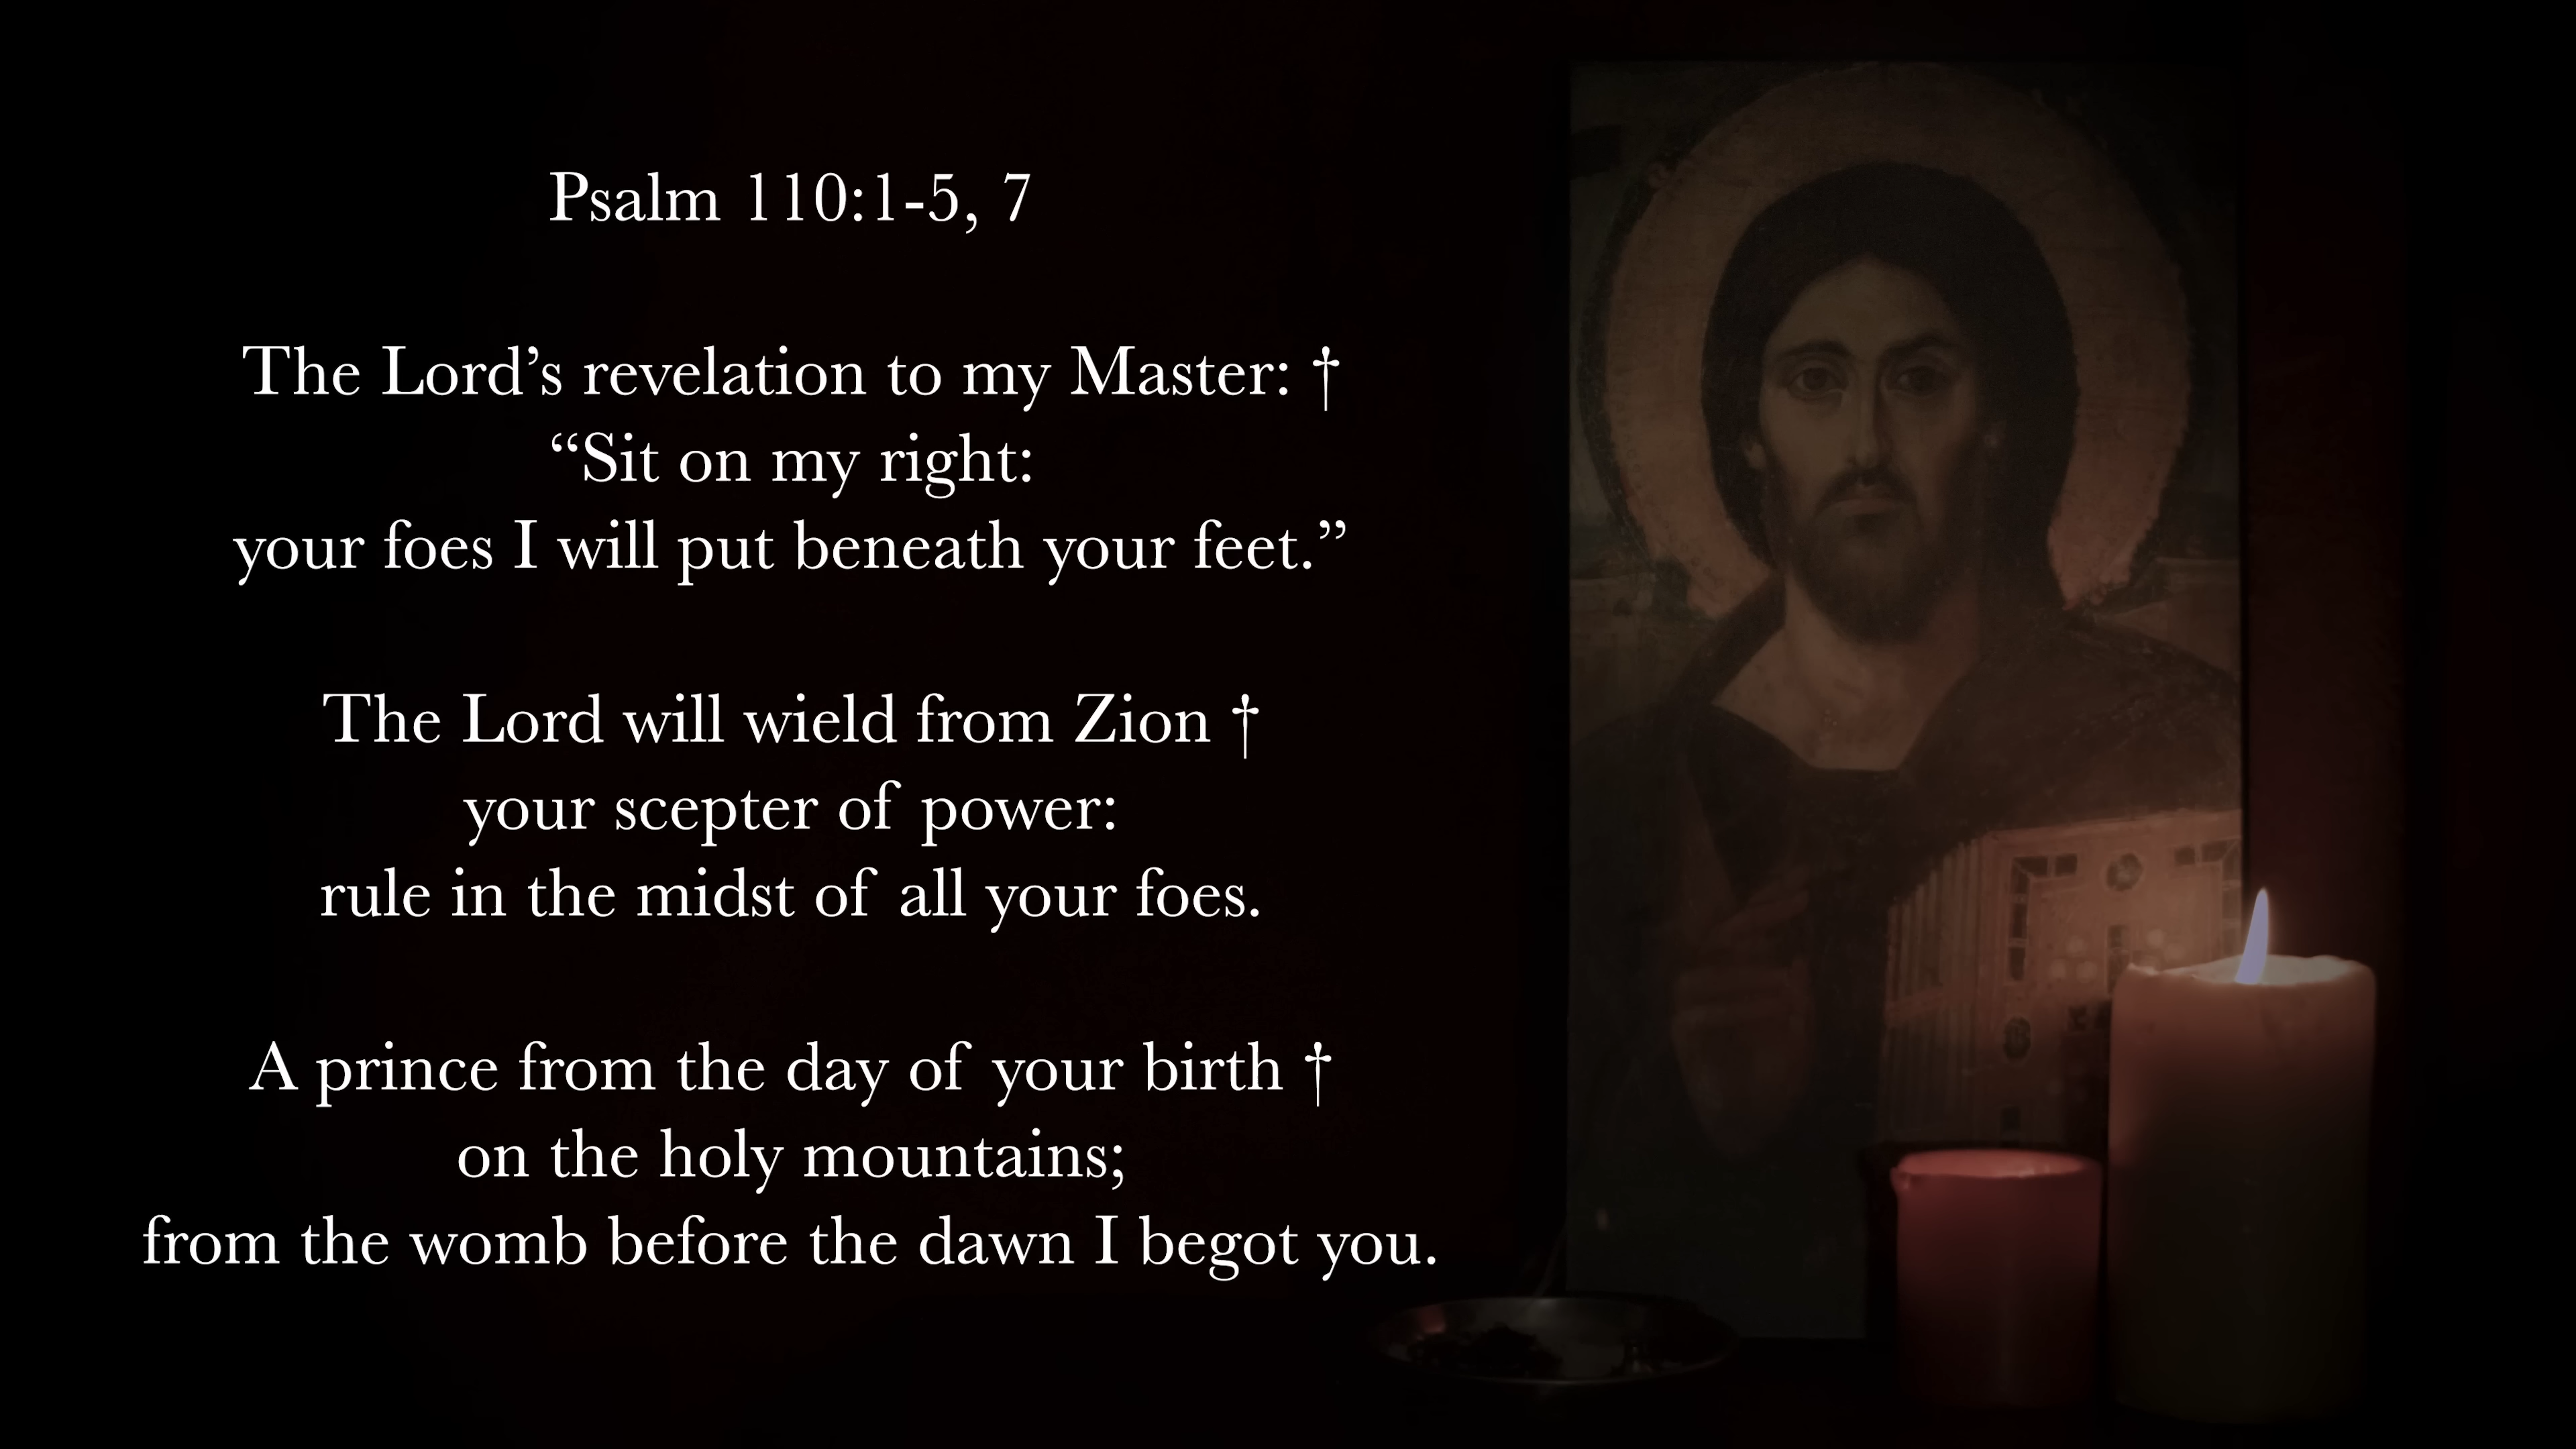 Psalm 110:1-5, 7
The Lord’s revelation to my Master: †
“Sit on my right:
your foes I will put beneath your feet.”
The Lord will wield from Zion †
your scepter of power:
rule in the midst of all your foes.
A prince from the day of your birth †
on the holy mountains;
from the womb before the dawn I begot you.